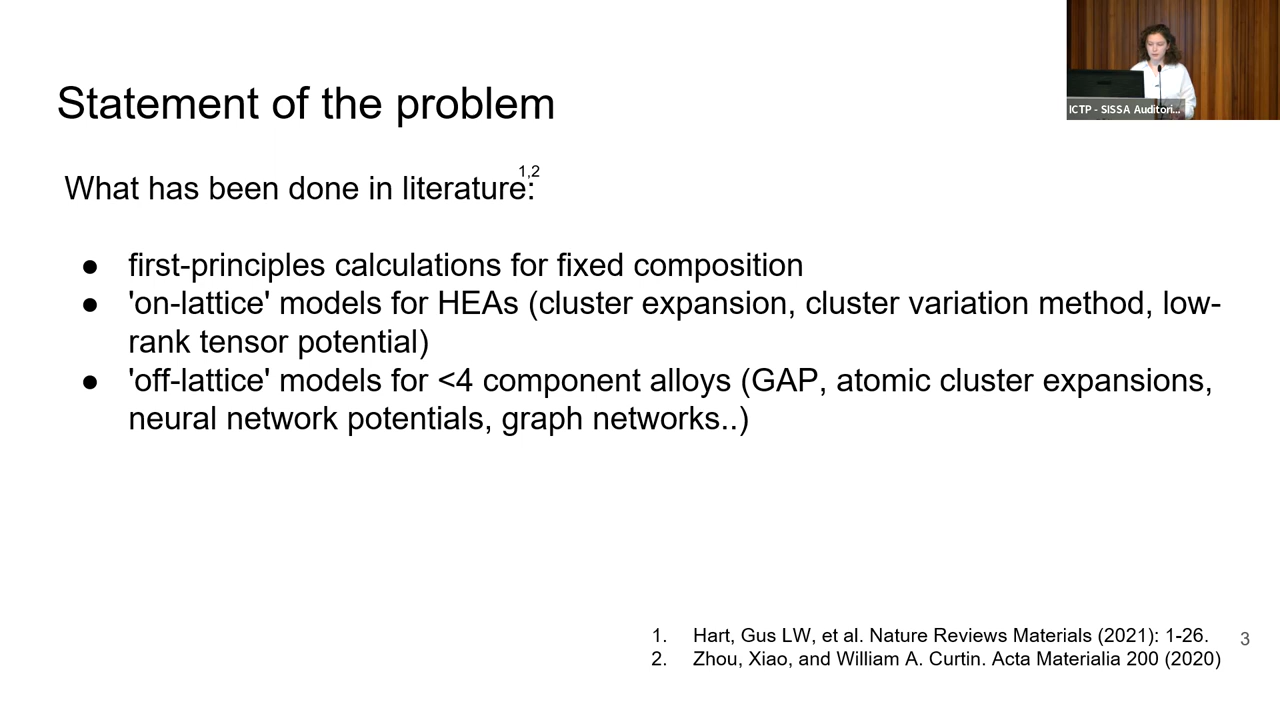 ICTP - SISSA Auditori...
Statement of the problem
What has been done in literature:1,2
● first-principles calculations for fixed composition
● 'on-lattice' models for HEAs (cluster expansion, cluster variation method, low-
rank tensor potential)
● 'off-lattice' models for <4 component alloys (GAP, atomic cluster expansions,
neural network potentials, graph networks..)
1. Hart, Gus LW, et al. Nature Reviews Materials (2021): 1-26.
2. Zhou, Xiao, and William A. Curtin. Acta Materialia 200 (2020)
3